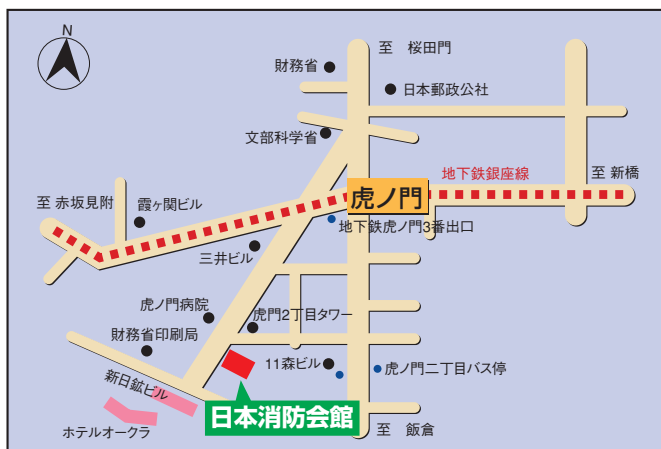 N
至 桜田門
財務省
日本郵政公社
文部科学省
地下鉄銀座線
至 新橋
虎ノ門
至 赤坂見附
霞ヶ関ビル
地下鉄虎ノ門3番出口
三井ビル
虎ノ門病院
虎門2丁目タワー
財務省印刷局
11森ビル
虎ノ門二丁目バス停
新日鉱ビル
日本消防会館
ホテルオークラ
至 飯倉